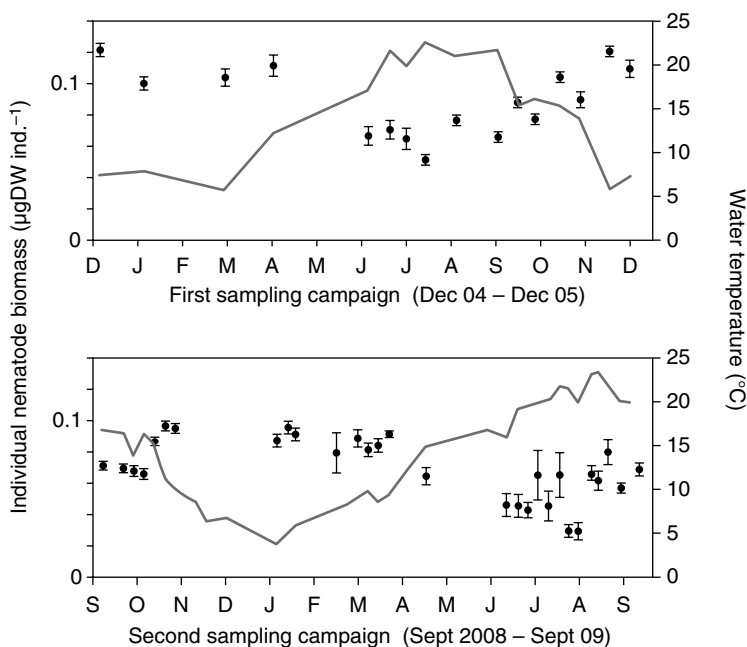 Individual nematode biomass (µgDW ind.⁻¹)
Water temperature (°C)
0.1
0
25
20
15
10
5
0
D J F M A M J J A S O N D
First sampling campaign (Dec 04 – Dec 05)
0.1
0
25
20
15
10
5
0
S O N D J F M A M J J A S
Second sampling campaign (Sept 2008 – Sept 09)